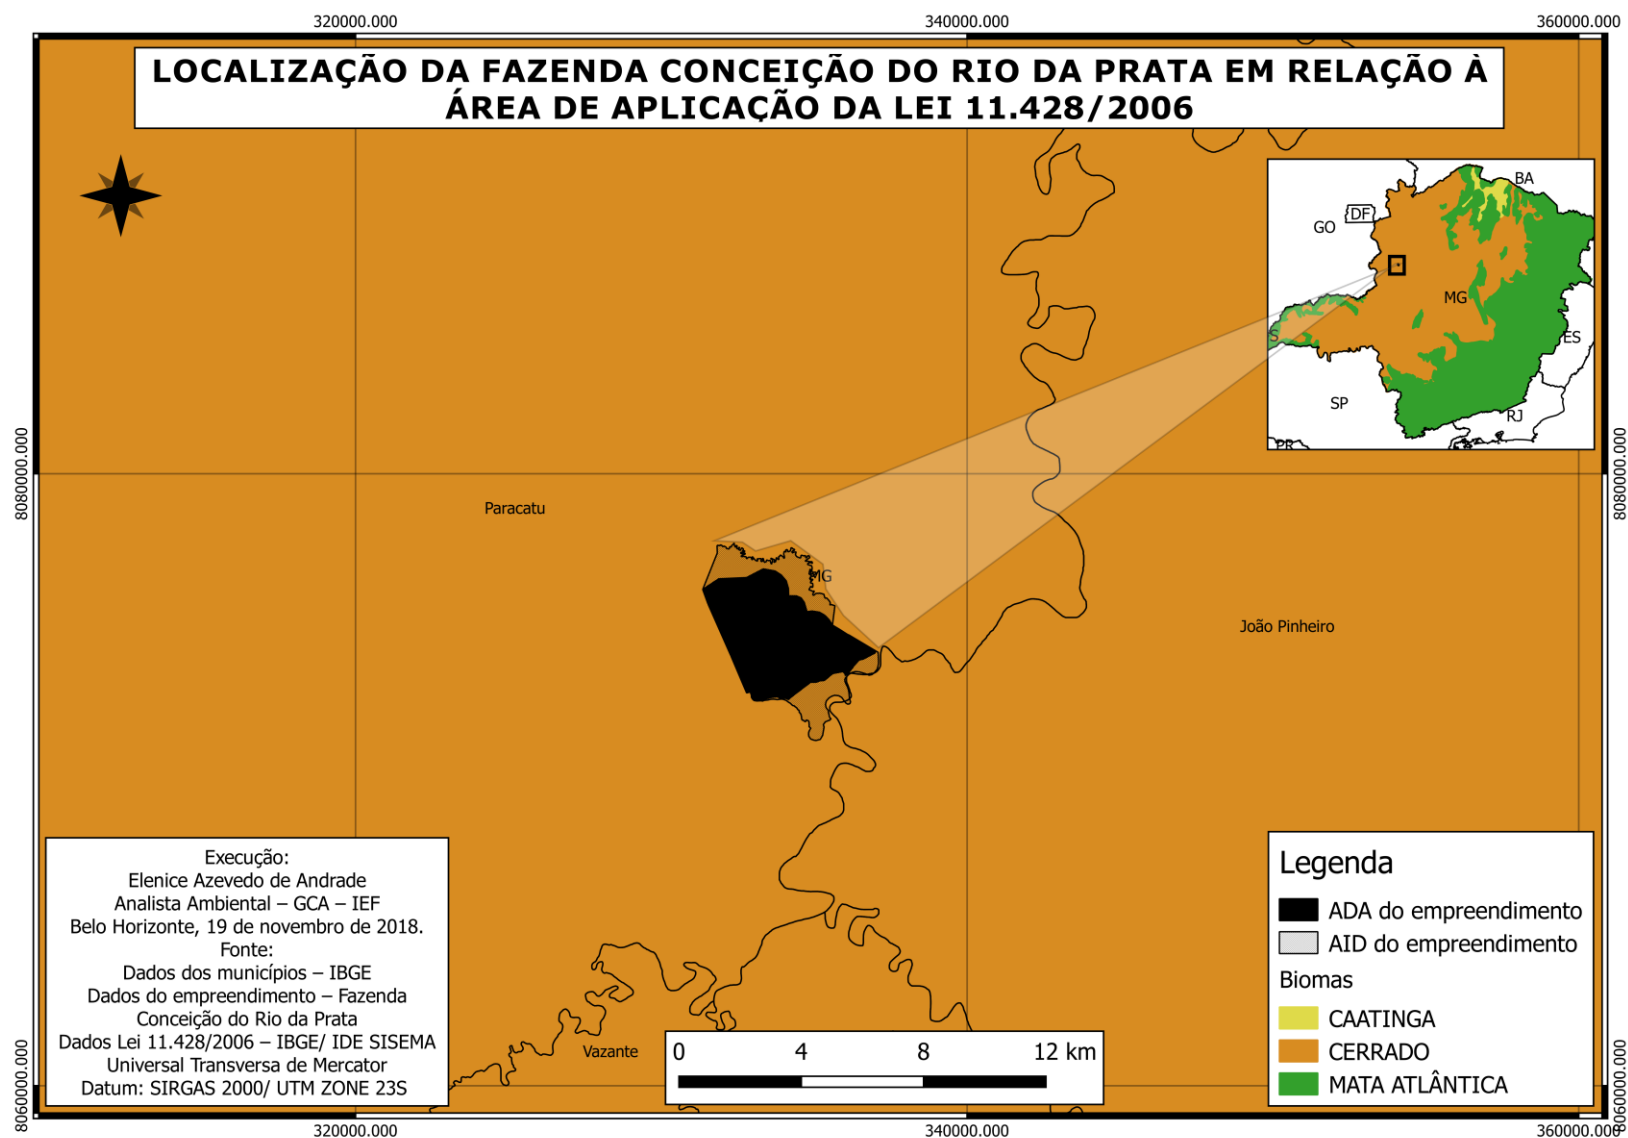 320000.000
340000.000
360000.000
LOCALIZAÇÃO DA FAZENDA CONCEIÇÃO DO RIO DA PRATA EM RELAÇÃO À
ÁREA DE APLICAÇÃO DA LEI 11.428/2006
BA
DF
GO
MG
ES
S
SP
RJ
PR
8080000.000
8080000.000
Paracatu
MG
João Pinheiro
Execução:
Elenice Azevedo de Andrade
Analista Ambiental – GCA – IEF
Belo Horizonte, 19 de novembro de 2018.
Fonte:
Dados dos municípios – IBGE
Dados do empreendimento – Fazenda
Conceição do Rio da Prata
Dados Lei 11.428/2006 – IBGE/ IDE SISEMA
Universal Transversa de Mercator
Datum: SIRGAS 2000/ UTM ZONE 23S
Vazante
0 4 8 12 km
Legenda
ADA do empreendimento
AID do empreendimento
Biomas
CAATINGA
CERRADO
MATA ATLÂNTICA
8060000.000
8060000.000
320000.000
340000.000
360000.000